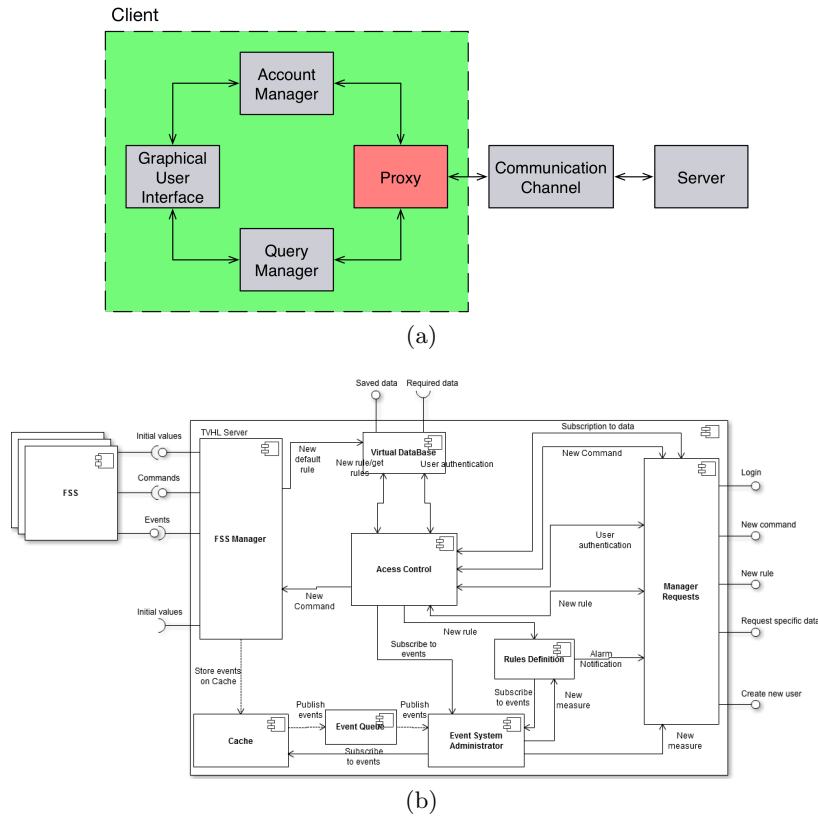 Client
Account
Manager
Graphical
User
Interface
Proxy
Communication
Channel
Server
Query
Manager
(a)
Saved data
Required data
Initial values
TVHL Server
Subscription to data
New
default
rule
Virtual DataBase
New rule/get
rules
User authentication
New Command
FSS
Commands
Login
Events
FSS Manager
New command
User
authentication
Acess Control
Manager
Requests
New rule
New
Command
New rule
Initial values
New rule
Request specific data
Subscribe to
events
Rules Definition
Alarm
Notification
Store events
on Cache
Subscribe
to events
New
measure
Create new user
Publish
events
Publish
events
Cache
Event Queue
Event System
Administrator
New
measure
Subscribe
to events
(b)